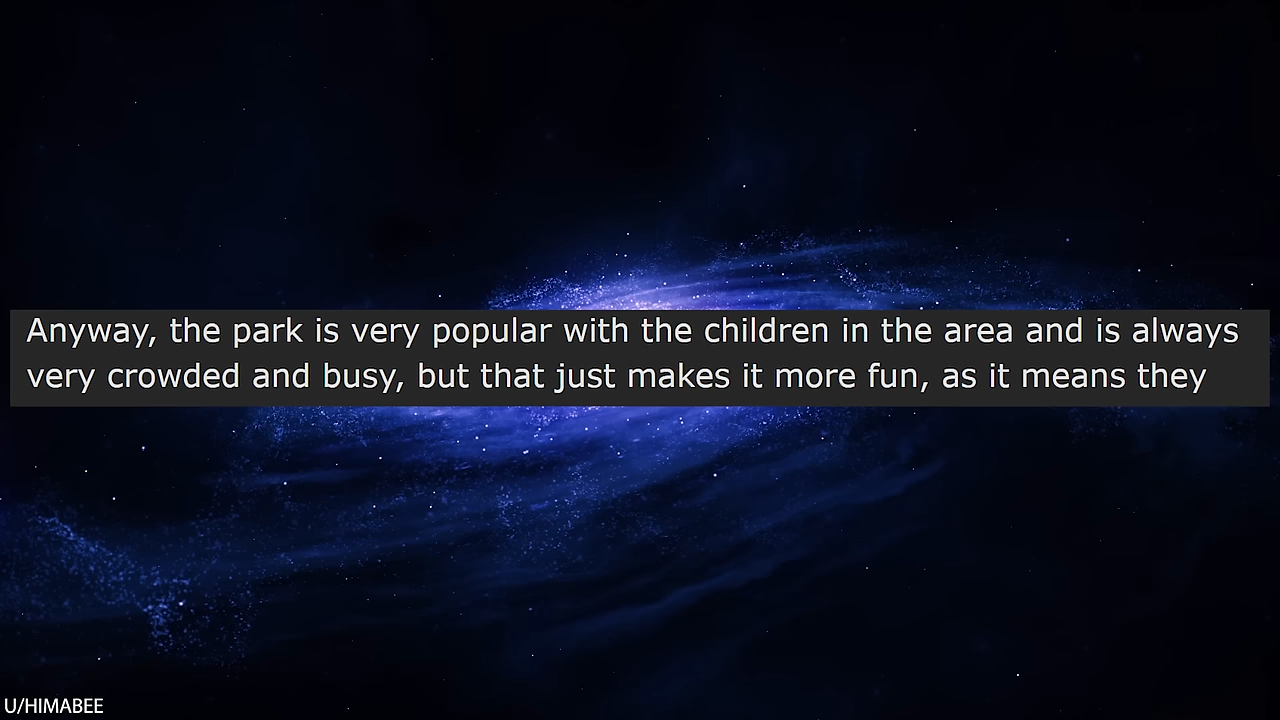 Anyway, the park is very popular with the children in the area and is always
very crowded and busy, but that just makes it more fun, as it means they
U/HIMABEE